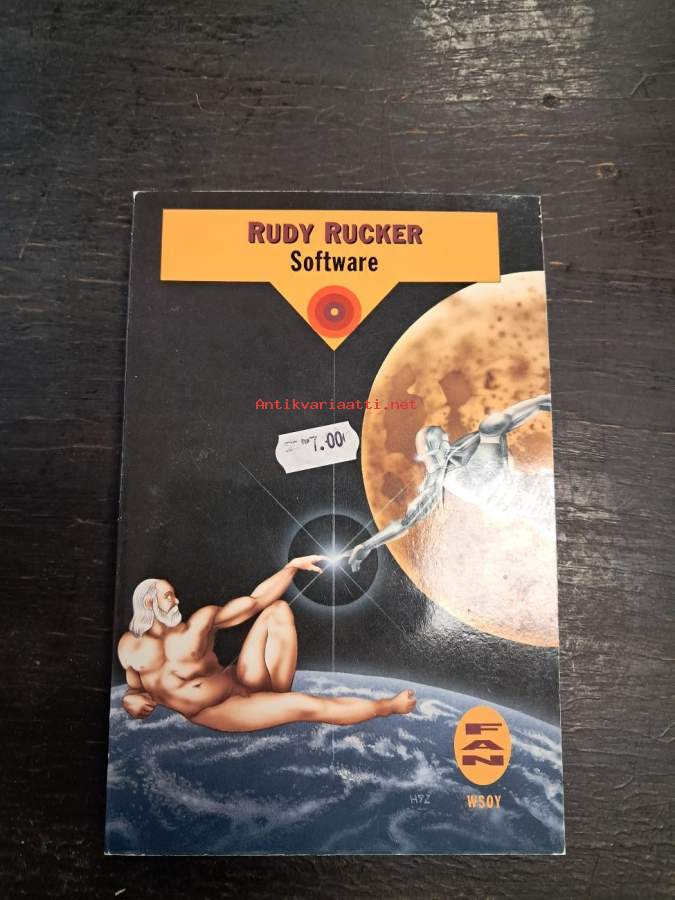 RUDY RUCKER
Software
Antikvariaatti.net
7.00
FAN
WSOY